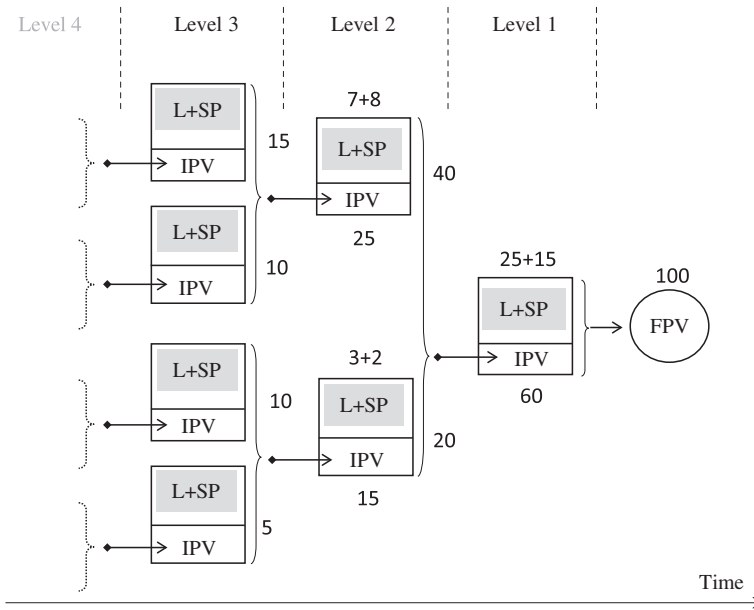 Level 4 Level 3 Level 2 Level 1
7+8
L+SP
15
L+SP
40
IPV
IPV
25
L+SP
10
IPV
25+15
100
L+SP
FPV
IPV
60
L+SP
10
3+2
L+SP
IPV
20
IPV
15
L+SP
5
IPV
Time